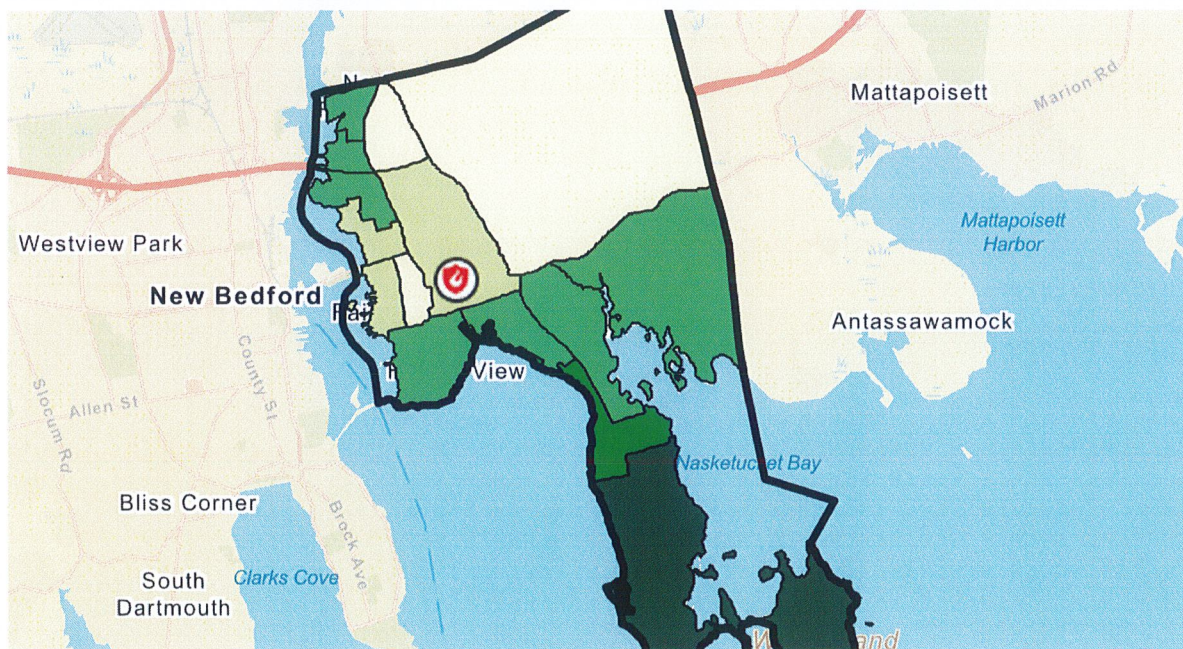 Mattapoisett
Marion Rd
Mattapoisett
Harbor
Westview Park
New Bedford
Fai
Antassawamock
County St
View
Slocum Rd
Allen St
Nasketucket Bay
Bliss Corner
Brock Ave
South
Dartmouth
Clarks Cove